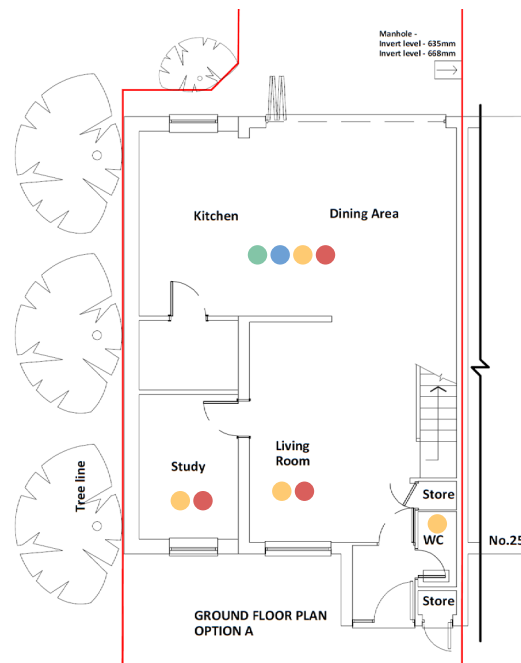 Manhole -
Invert level - 635mm
Invert level - 668mm
Kitchen
Dining Area
Tree line
Study
Living
Room
Store
WC
No.25
Store
GROUND FLOOR PLAN
OPTION A